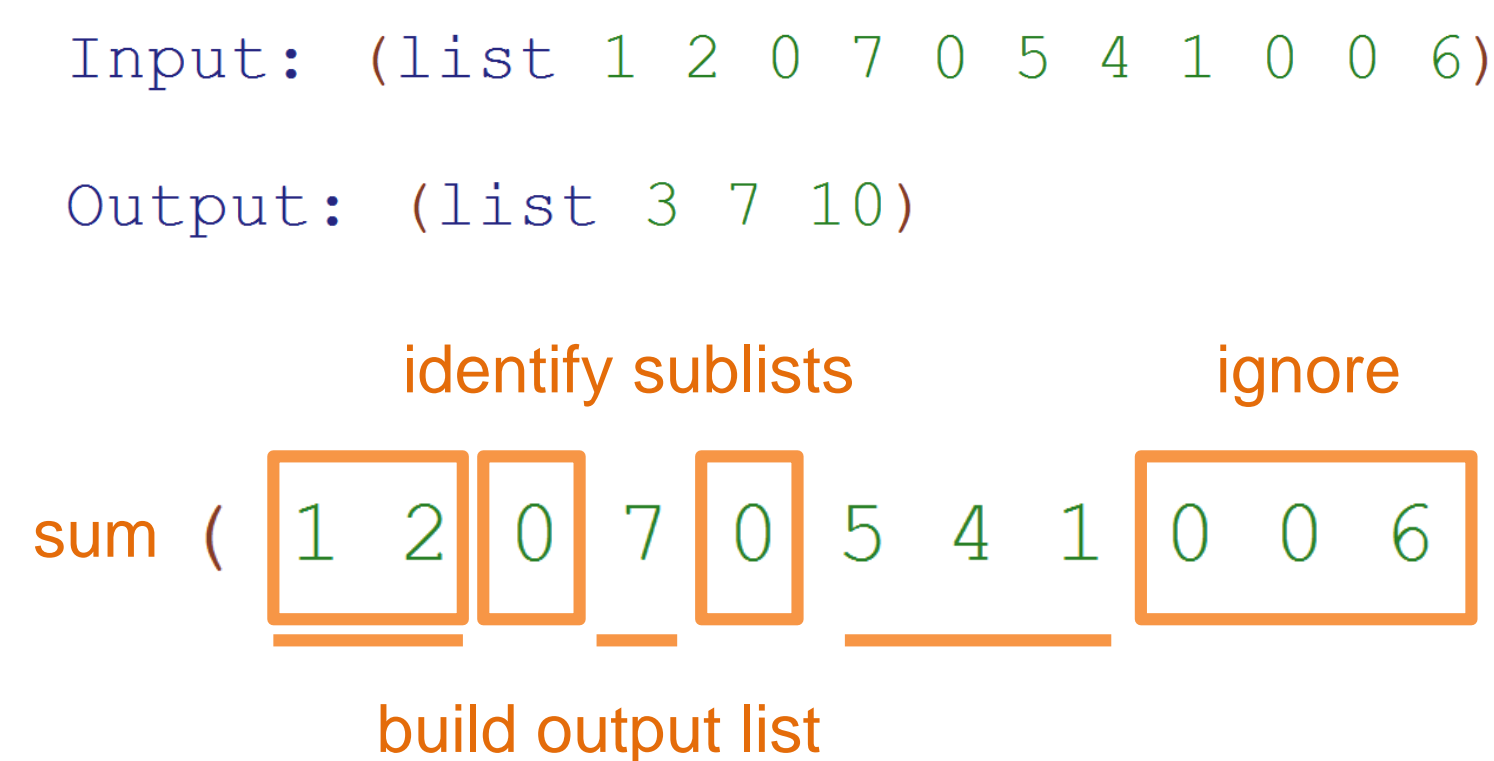 Input: (list 1 2 0 7 0 5 4 1 0 0 6)
Output: (list 3 7 10)
identify sublists ignore
sum ( 1 2 0 7 0 5 4 1 0 0 6
build output list